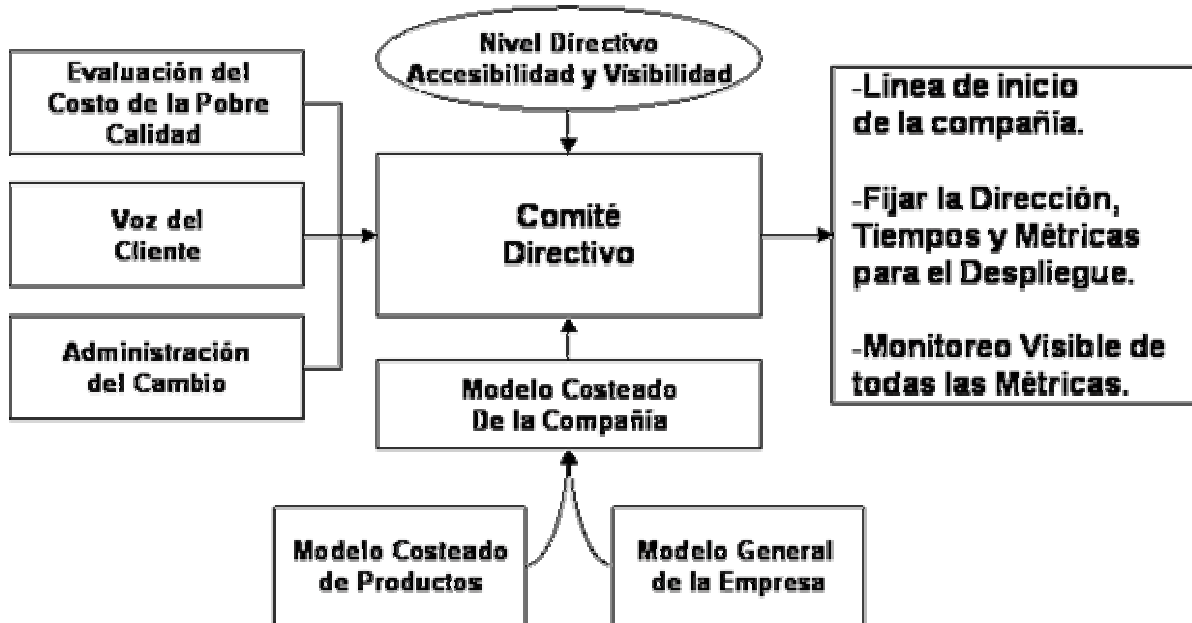 Nivel Directivo
Accesibilidad y Visibilidad
Evaluación del
Costo de la Pobre
Calidad
Voz del
Cliente
Administración
del Cambio
Comité
Directivo
-Línea de inicio
de la compañía.
-Fijar la Dirección,
Tiempos y Métricas
para el Despliegue.
-Monitoreo Visible de
todas las Métricas.
Modelo Costeado
De la Compañía
Modelo Costeado
de Productos
Modelo General
de la Empresa